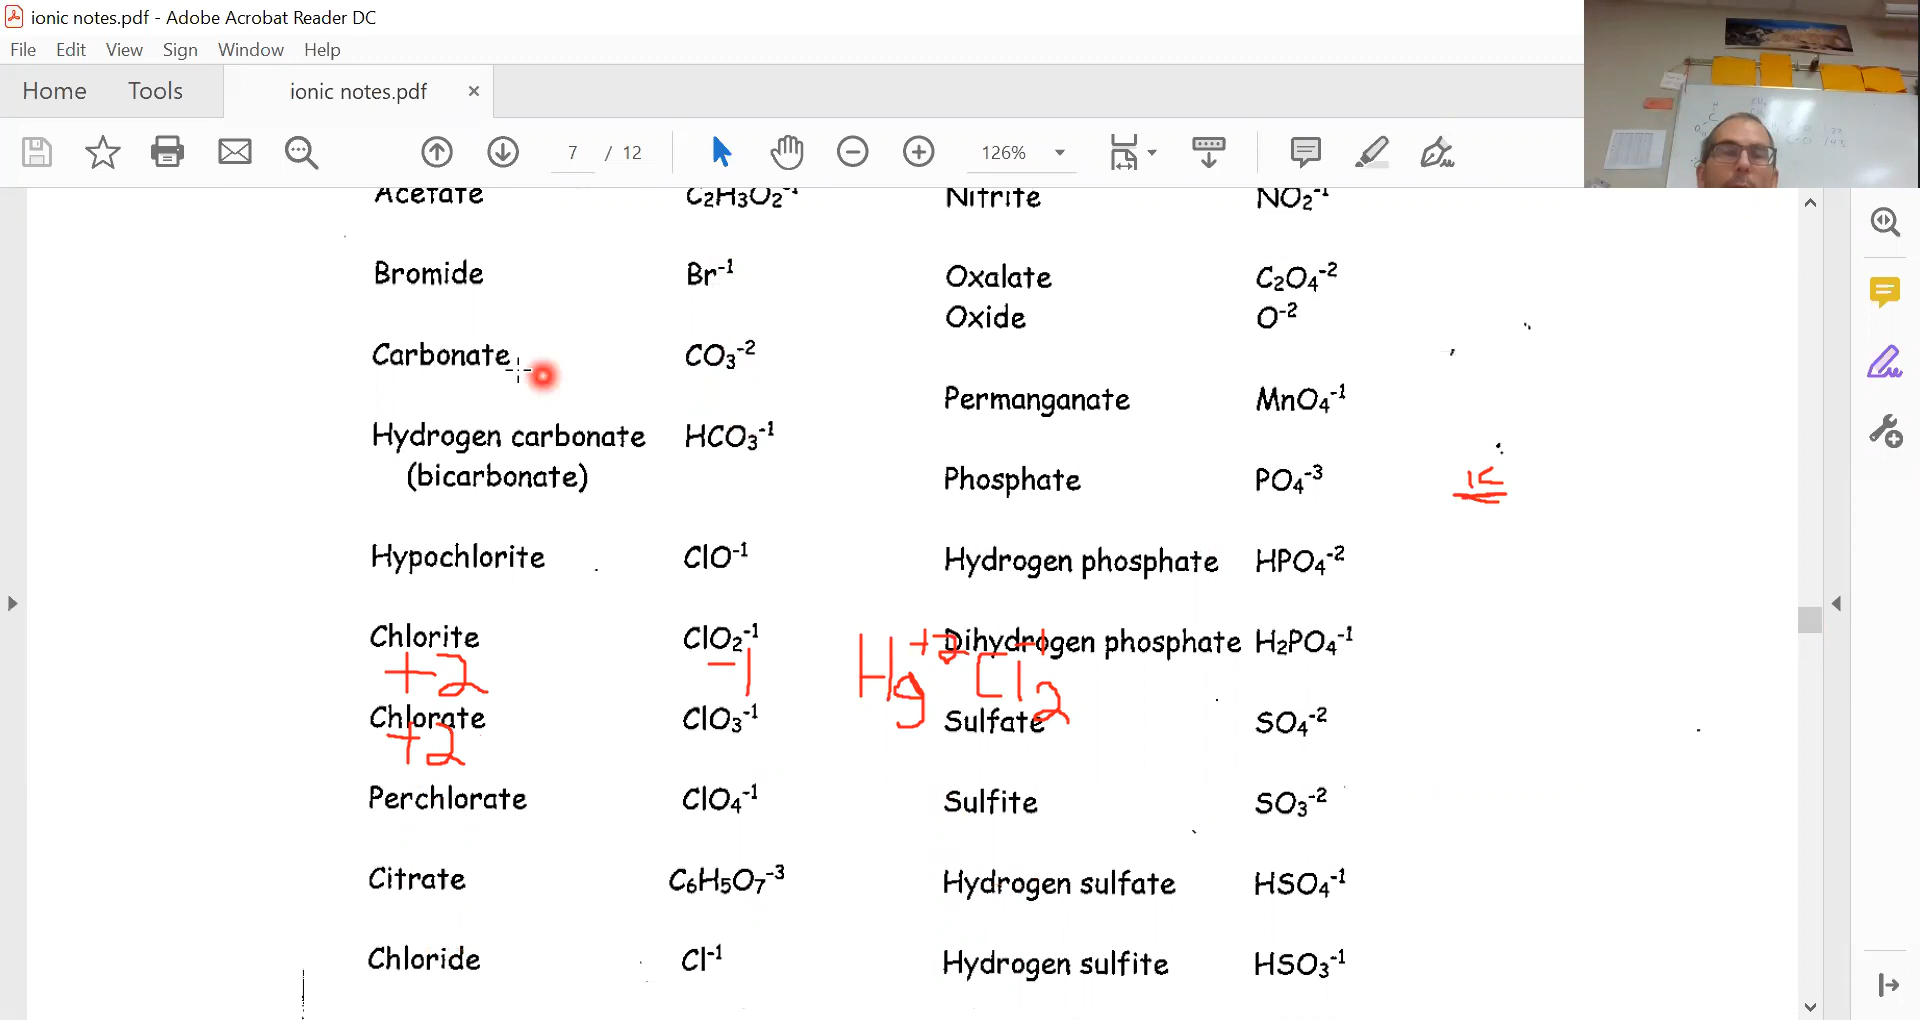 ionic notes.pdf - Adobe Acrobat Reader DC
File Edit View Sign Window Help
Home Tools ionic notes.pdf ×
7 / 12 126%
Acetate C₂H₃O₂⁻¹ Nitrite NO₂⁻¹
Bromide Br⁻¹ Oxalate C₂O₄⁻²
Oxide O⁻²
Carbonate CO₃⁻²
Permanganate MnO₄⁻¹
Hydrogen carbonate HCO₃⁻¹
(bicarbonate)
Phosphate PO₄⁻³
Hypochlorite ClO⁻¹ Hydrogen phosphate HPO₄⁻²
Chlorite ClO₂⁻¹ Dihydrogen phosphate H₂PO₄⁻¹
+2 -1 Hg⁺² Cl₂⁻¹
Chlorate ClO₃⁻¹ Sulfate SO₄⁻²
+2
Perchlorate ClO₄⁻¹ Sulfite SO₃⁻²
Citrate C₆H₅O₇⁻³ Hydrogen sulfate HSO₄⁻¹
Chloride Cl⁻¹ Hydrogen sulfite HSO₃⁻¹